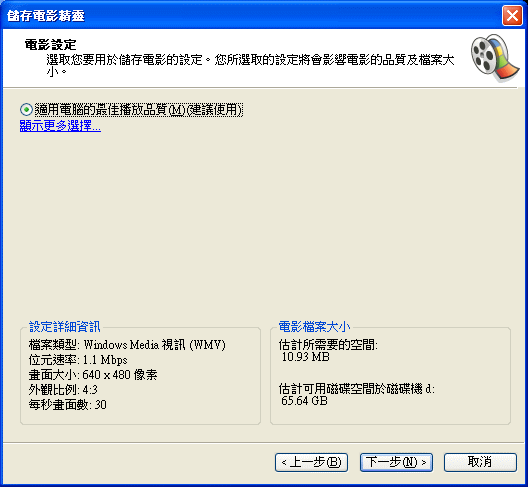 儲存電影精靈
電影設定
選取您要用於儲存電影的設定。您所選取的設定將會影響電影的品質及檔案大
小。
適用電腦的最佳播放品質(M)(建議使用)
顯示更多選擇...
設定詳細資訊
檔案類型: Windows Media 視訊 (WMV)
位元速率: 1.1 Mbps
畫面大小: 640 x 480 像素
外觀比例: 4:3
每秒畫面數: 30
電影檔案大小
估計所需要的空間:
10.93 MB
估計可用磁碟空間於磁碟機 d:
65.64 GB
< 上一步(B)
下一步(N) >
取消